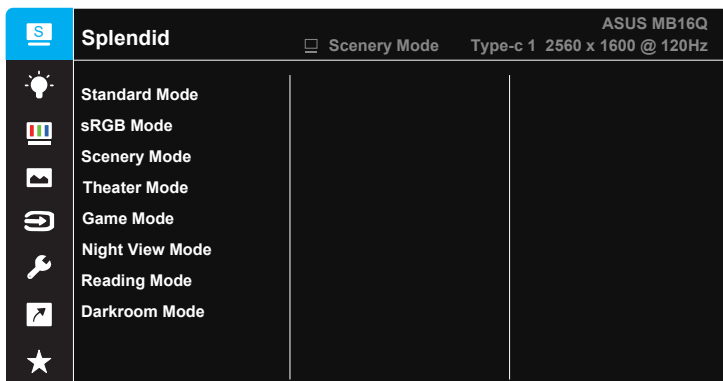 S
Splendid
Scenery Mode
ASUS MB16Q
Type-c 1 2560 x 1600 @ 120Hz
Standard Mode
sRGB Mode
Scenery Mode
Theater Mode
Game Mode
Night View Mode
Reading Mode
Darkroom Mode